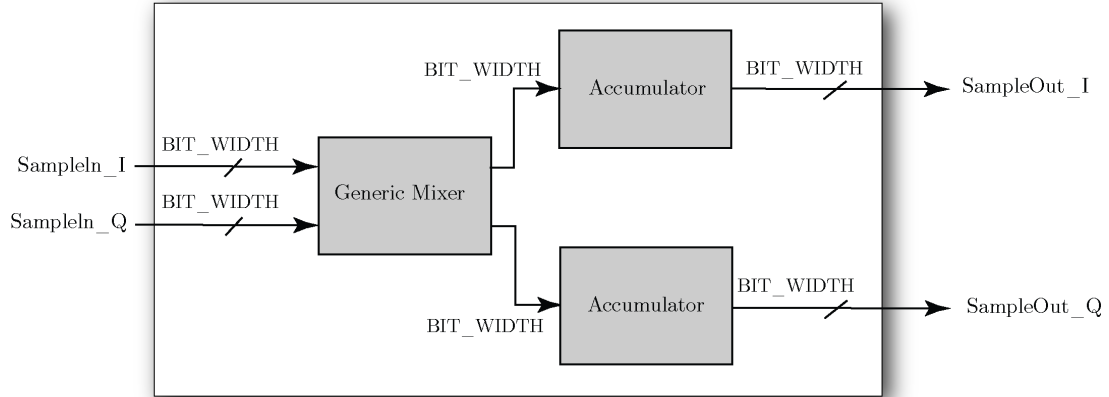 BIT_WIDTH
Accumulator
BIT_WIDTH
SampleOut_I
BIT_WIDTH
SampleIn_I
Generic Mixer
BIT_WIDTH
SampleIn_Q
BIT_WIDTH
Accumulator
BIT_WIDTH
SampleOut_Q